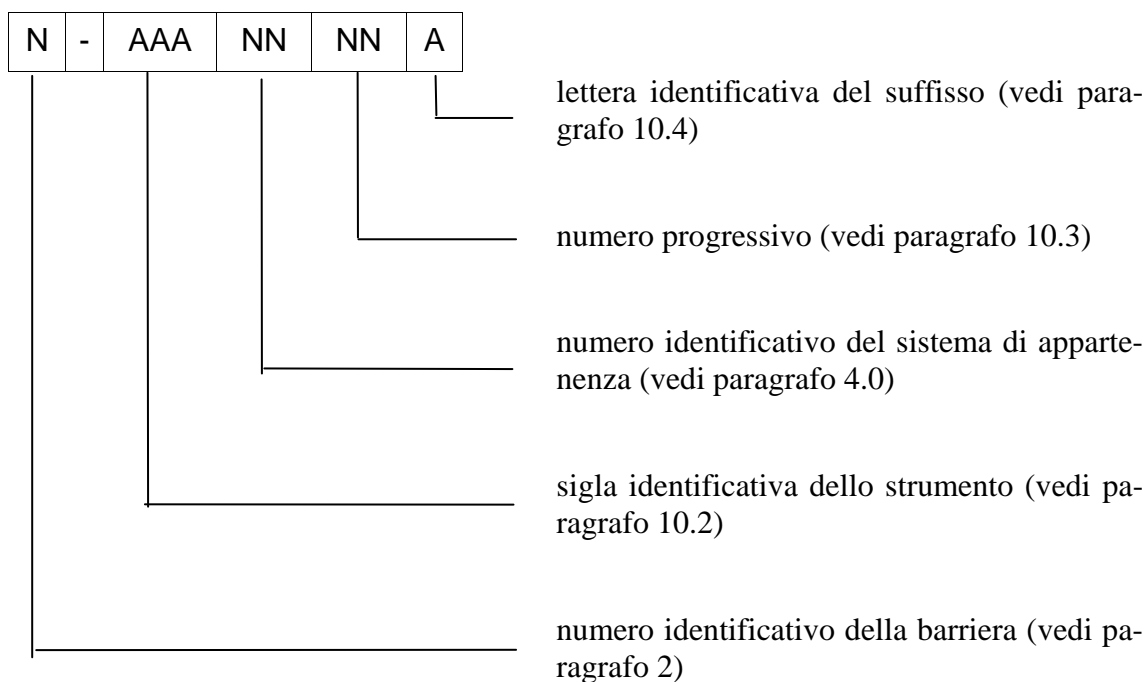 N - AAA NN NN A
lettera identificativa del suffisso (vedi para-
grafo 10.4)
numero progressivo (vedi paragrafo 10.3)
numero identificativo del sistema di apparte-
nenza (vedi paragrafo 4.0)
sigla identificativa dello strumento (vedi pa-
ragrafo 10.2)
numero identificativo della barriera (vedi pa-
ragrafo 2)